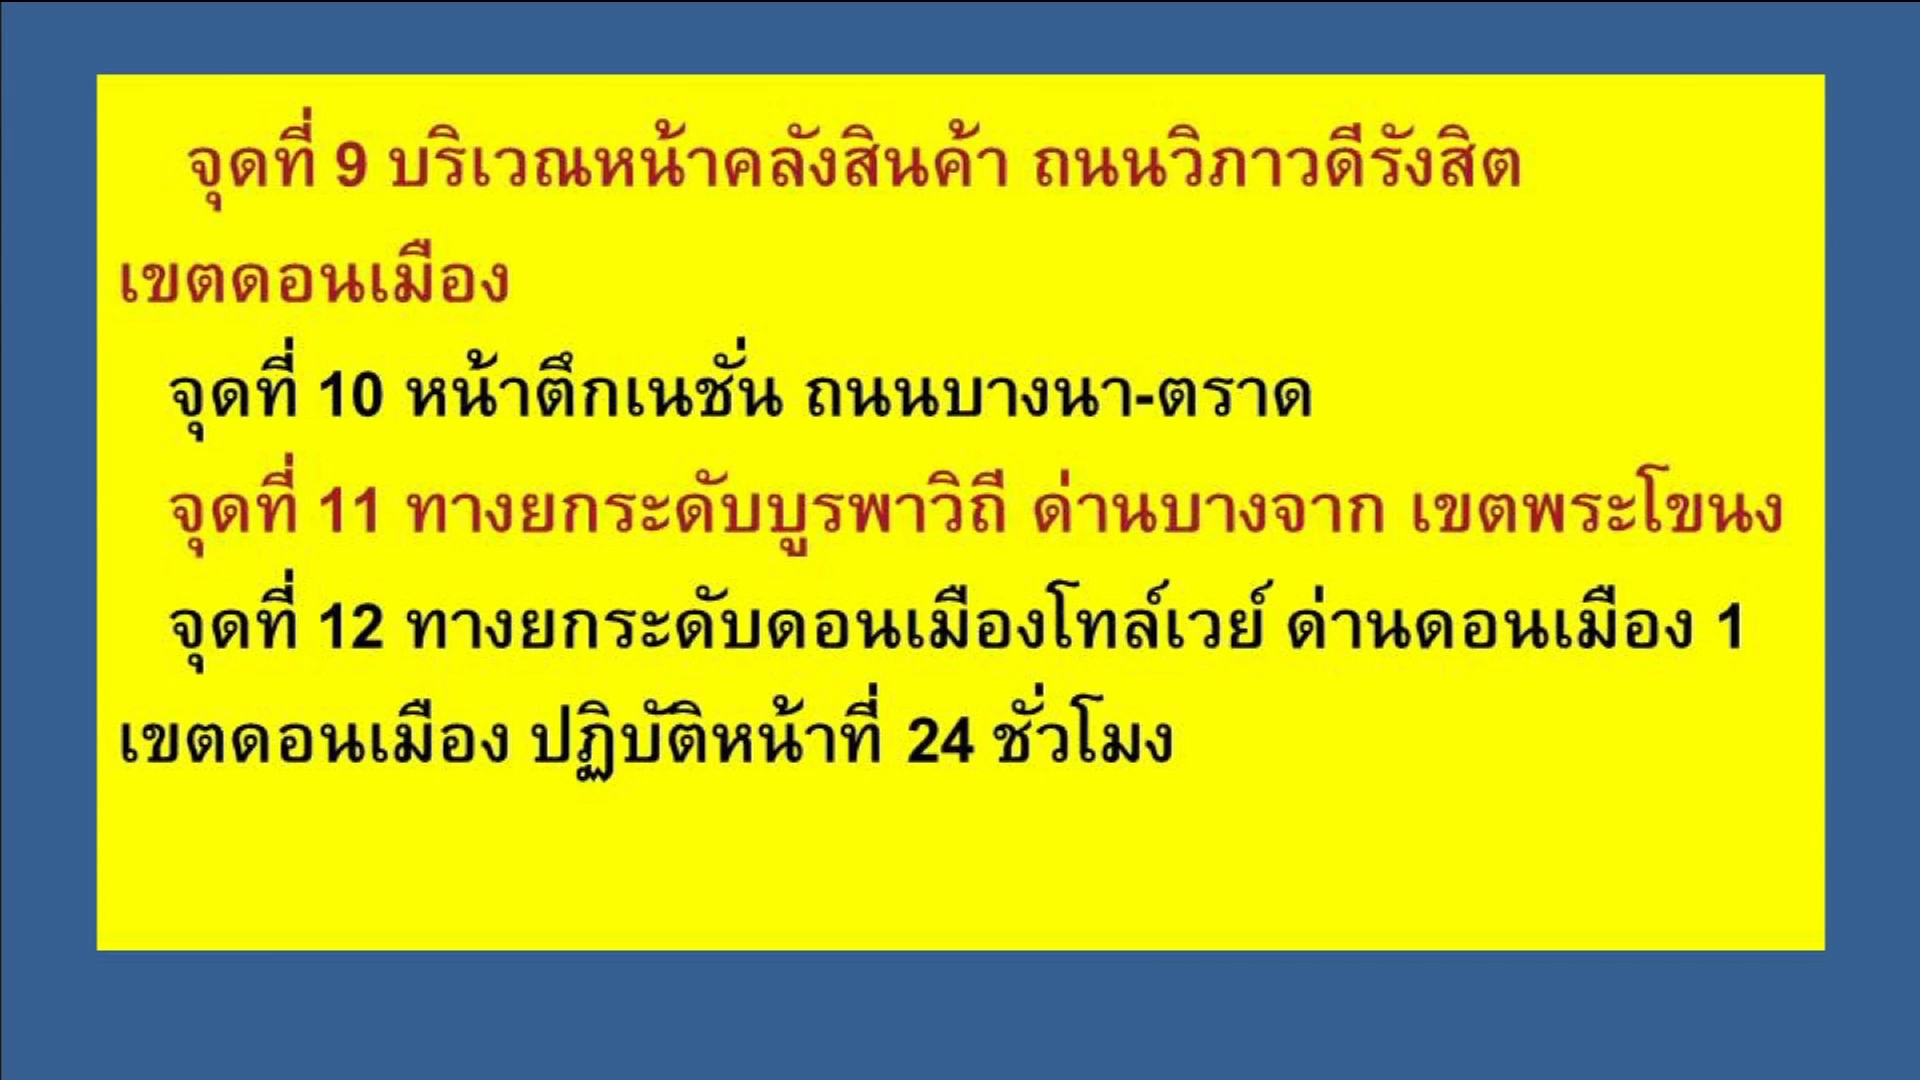 จุดที่ 9 บริเวณหน้าคลังสินค้า ถนนวิภาวดีรังสิต
เขตดอนเมือง
จุดที่ 10 หน้าตึกเนชั่น ถนนบางนา-ตราด
จุดที่ 11 ทางยกระดับบูรพาวิถี ด่านบางจาก เขตพระโขนง
จุดที่ 12 ทางยกระดับดอนเมืองโทล์เวย์ ด่านดอนเมือง 1
เขตดอนเมือง ปฏิบัติหน้าที่ 24 ชั่วโมง